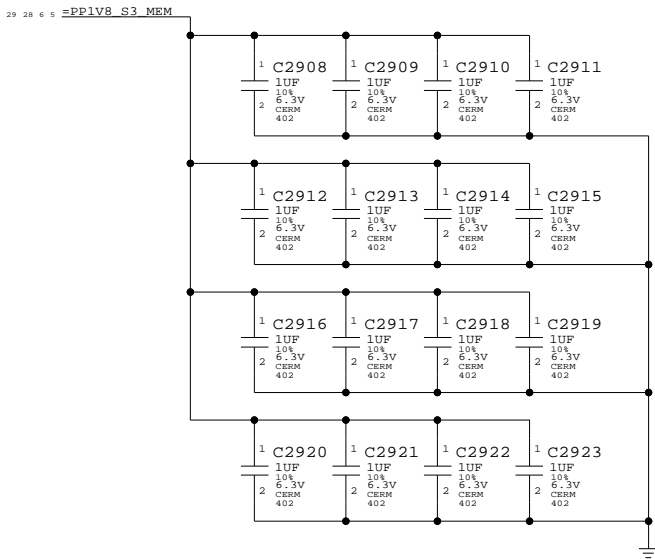 29 28 6 5 =PP1V8_S3_MEM
1 C2908 1 C2909 1 C2910 1 C2911
1UF 1UF 1UF 1UF
10% 10% 10% 10%
2 6.3V 2 6.3V 2 6.3V 2 6.3V
CERM CERM CERM CERM
402 402 402 402
1 C2912 1 C2913 1 C2914 1 C2915
1UF 1UF 1UF 1UF
10% 10% 10% 10%
2 6.3V 2 6.3V 2 6.3V 2 6.3V
CERM CERM CERM CERM
402 402 402 402
1 C2916 1 C2917 1 C2918 1 C2919
1UF 1UF 1UF 1UF
10% 10% 10% 10%
2 6.3V 2 6.3V 2 6.3V 2 6.3V
CERM CERM CERM CERM
402 402 402 402
1 C2920 1 C2921 1 C2922 1 C2923
1UF 1UF 1UF 1UF
10% 10% 10% 10%
2 6.3V 2 6.3V 2 6.3V 2 6.3V
CERM CERM CERM CERM
402 402 402 402